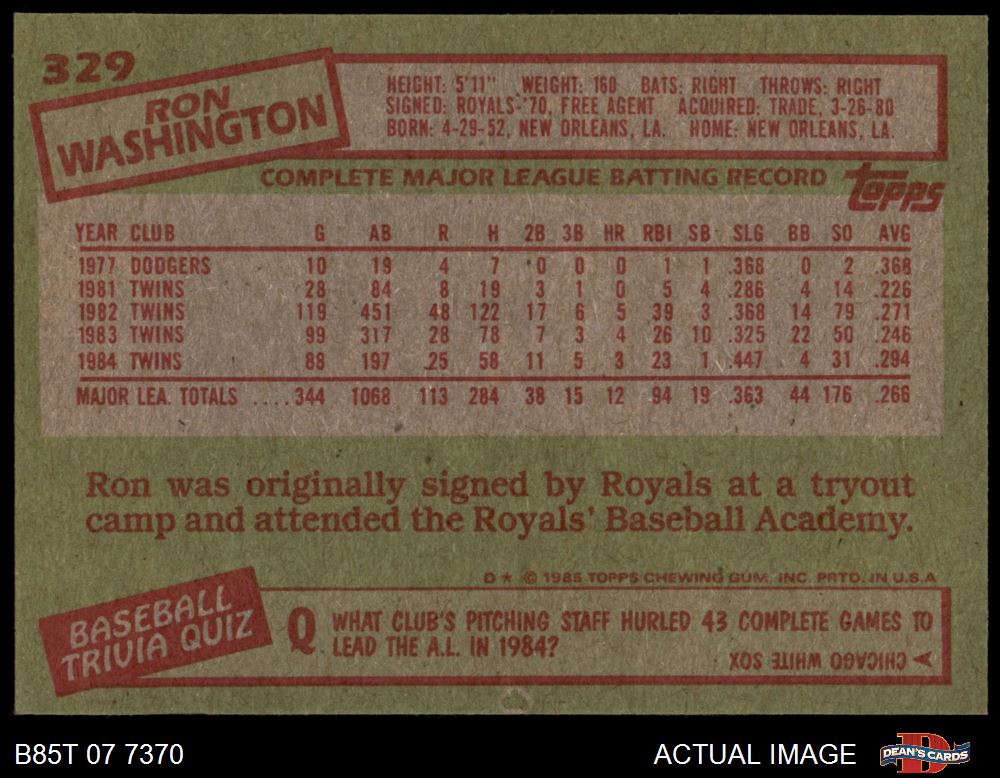 329
RON
WASHINGTON
HEIGHT: 5'11" WEIGHT: 160 BATS: RIGHT THROWS: RIGHT
SIGNED: ROYALS-'70, FREE AGENT ACQUIRED: TRADE, 3-26-80
BORN: 4-29-52, NEW ORLEANS, LA. HOME: NEW ORLEANS, LA.
COMPLETE MAJOR LEAGUE BATTING RECORD topps
YEAR CLUB G AB R H 2B 3B HR RBI SB SLG BB SO AVG
1977 DODGERS 10 19 4 7 0 0 0 1 1 .368 0 2 .368
1981 TWINS 28 84 8 19 3 1 0 5 4 .286 4 14 .226
1982 TWINS 119 451 48 122 17 6 5 39 3 .368 14 79 .271
1983 TWINS 99 317 28 78 7 3 4 26 10 .325 22 50 .246
1984 TWINS 88 197 25 58 11 5 3 23 1 .447 4 31 .294
MAJOR LEA. TOTALS ....344 1068 113 284 38 15 12 94 19 .363 44 176 .266
Ron was originally signed by Royals at a tryout
camp and attended the Royals' Baseball Academy.
D * © 1985 TOPPS CHEWING GUM, INC. PRTD. IN U.S.A
BASEBALL
TRIVIA QUIZ
Q WHAT CLUB'S PITCHING STAFF HURLED 43 COMPLETE GAMES TO
LEAD THE A.L. IN 1984?
A CHICAGO WHITE SOX
B85T 07 7370
ACTUAL IMAGE
D
DEAN'S CARDS